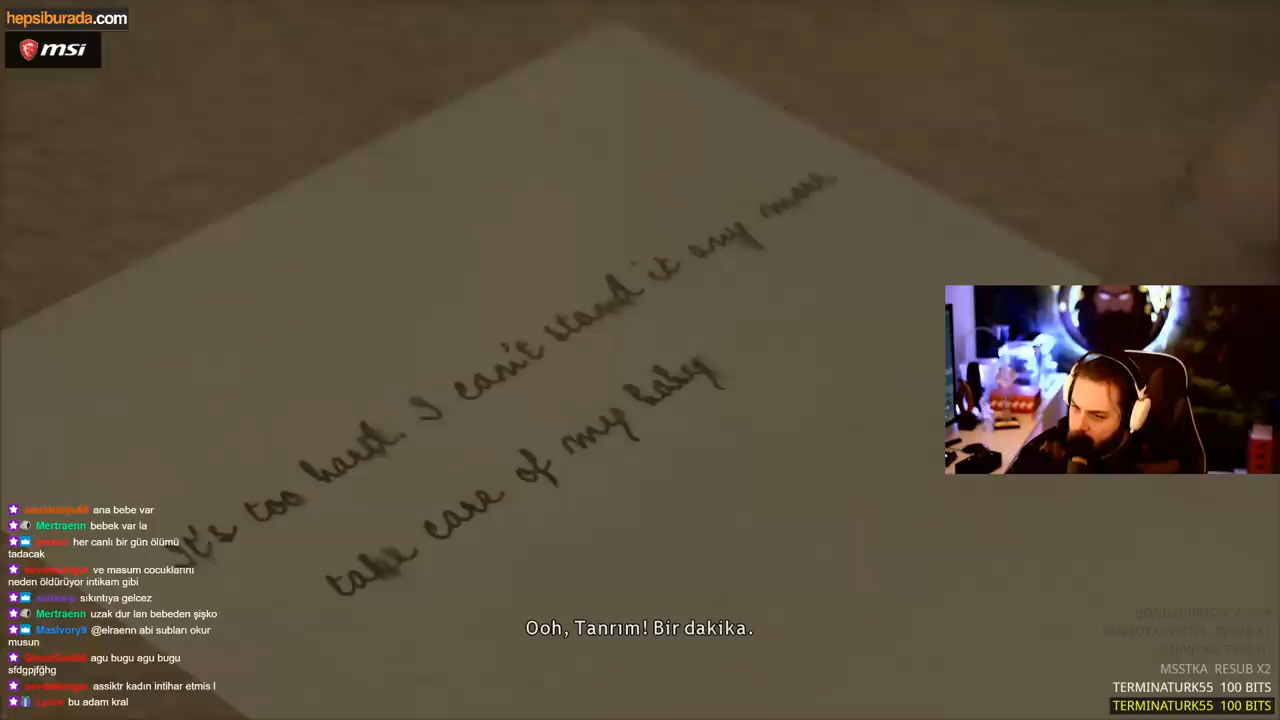 hepsiburada.com
msi
It's too hard. I can't stand it any more
take care of my baby
Ooh, Tanrım! Bir dakika.
ana bebe var
Mertraenn bebek var la
her canlı bir gün ölümü
tadacak
ve masum cocuklarını
neden öldürüyor intikam gibi
sıkıntıya gelcez
Mertraenn uzak dur lan bebeden şişko
MasIvory9 @elraenn abi subları okur
musun
agu bugu agu bugu
sfdgpjfğhg
assiktr kadın intihar etmis !
Lyvor bu adam kral
MSSTKA RESUB X2
TERMINATURK55 100 BITS
TERMINATURK55 100 BITS